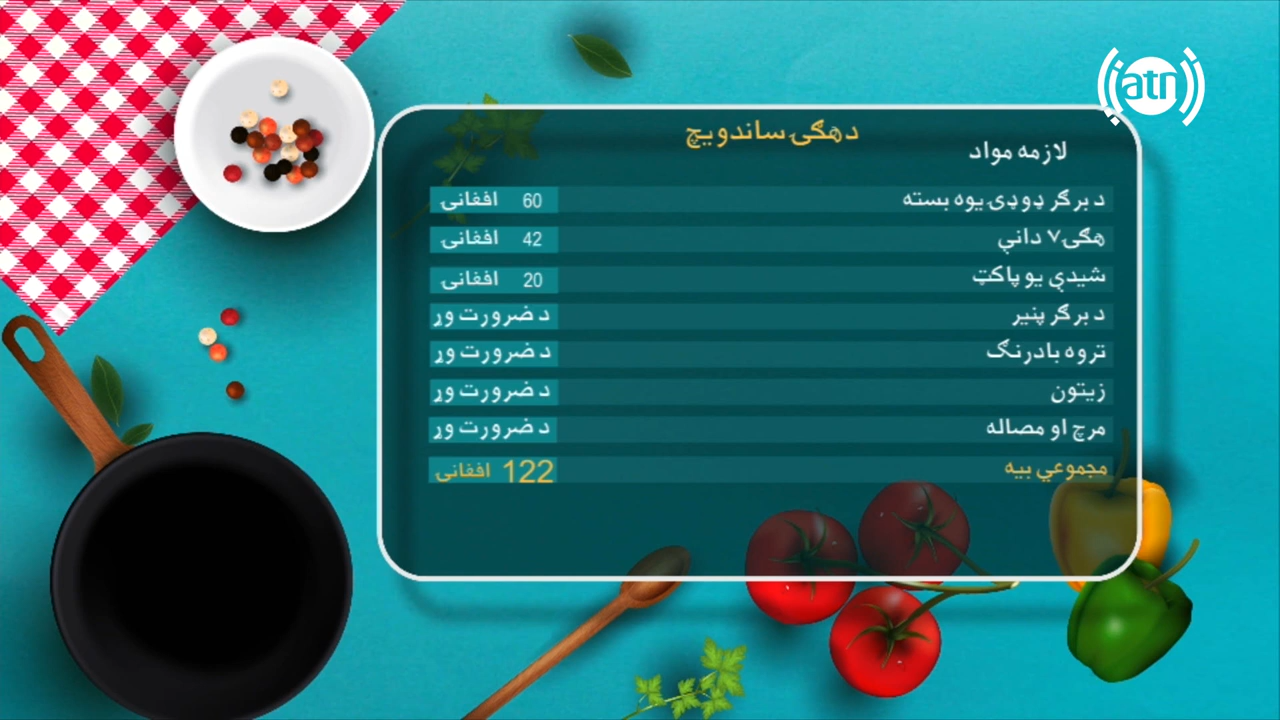 atn
د هګۍ ساندویچ
لازمه مواد
د برګر ډوډۍ یوه بسته 60 افغانۍ
هګۍ ۷ دانې 42 افغانۍ
شیدې یو پاکټ 20 افغانۍ
د برګر پنیر د ضرورت وړ
تروه بادرنګ د ضرورت وړ
زیتون د ضرورت وړ
مرچ او مصاله د ضرورت وړ
مجموعي بیه 122 افغانۍ